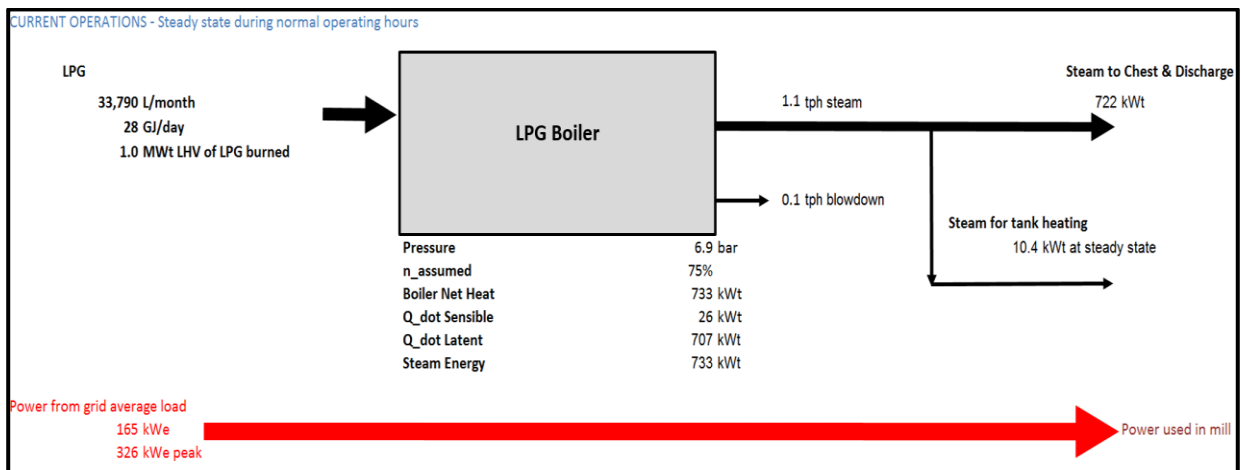 CURRENT OPERATIONS - Steady state during normal operating hours
LPG
33,790 L/month
28 GJ/day
1.0 MWt LHV of LPG burned
LPG Boiler
1.1 tph steam
Steam to Chest & Discharge
722 kWt
0.1 tph blowdown
Steam for tank heating
10.4 kWt at steady state
Pressure 6.9 bar
n_assumed 75%
Boiler Net Heat 733 kWt
Q_dot Sensible 26 kWt
Q_dot Latent 707 kWt
Steam Energy 733 kWt
Power from grid average load
165 kWe
326 kWe peak
Power used in mill